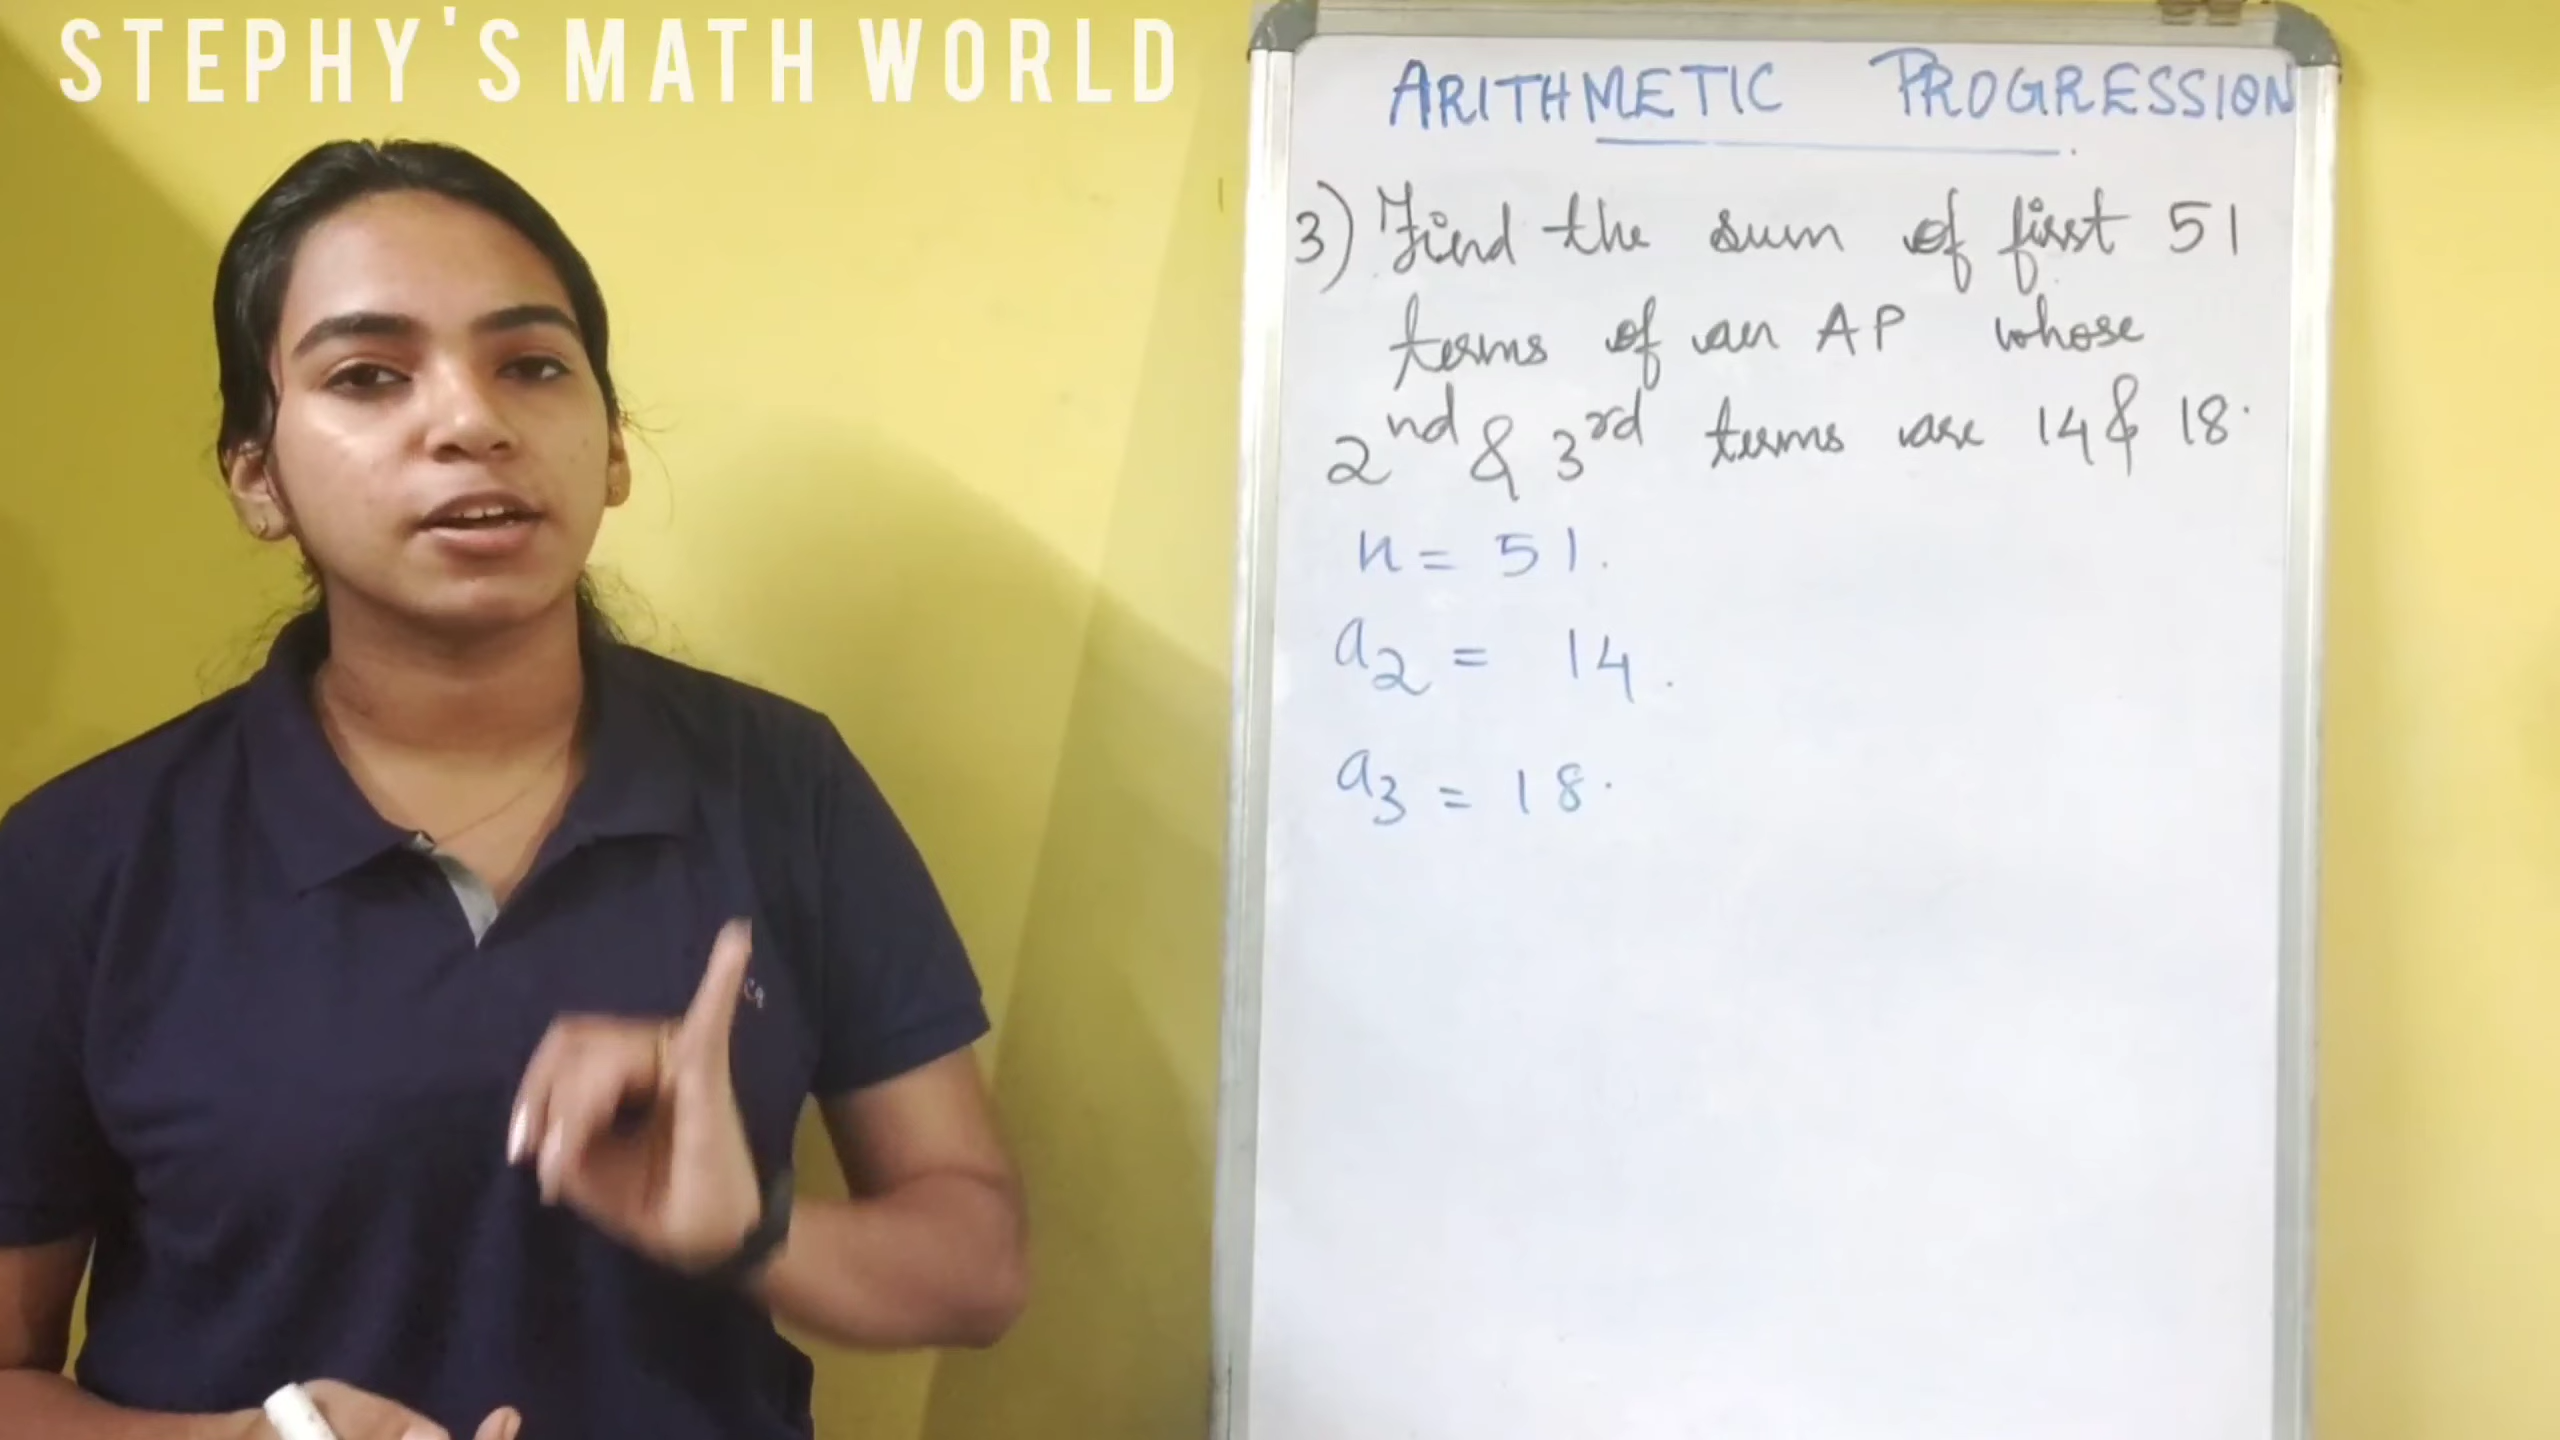 STEPHY'S MATH WORLD
ARITHMETIC PROGRESSION
3) Find the sum of first 51
terms of an AP whose
2nd & 3rd terms are 14 & 18.
n = 51.
a2 = 14.
a3 = 18.